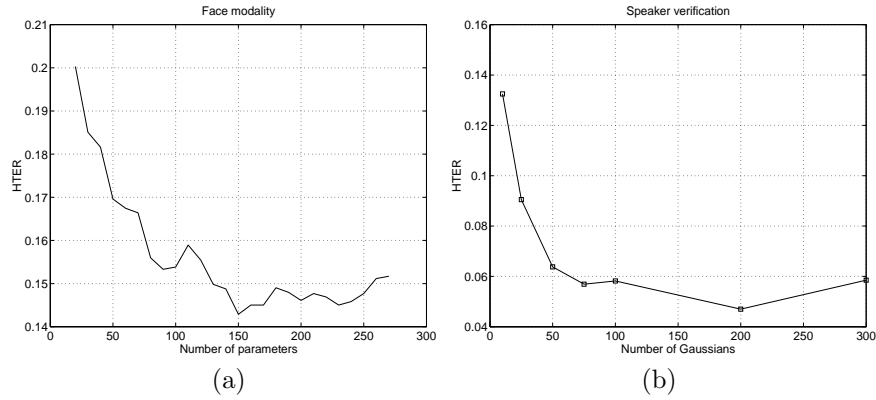 Face modality
0.21
0.2
0.19
0.18
0.17
0.16
0.15
0.14
HTER
0 50 100 150 200 250 300
Number of parameters
(a)
Speaker verification
0.16
0.14
0.12
0.1
0.08
0.06
0.04
HTER
0 50 100 150 200 250 300
Number of Gaussians
(b)